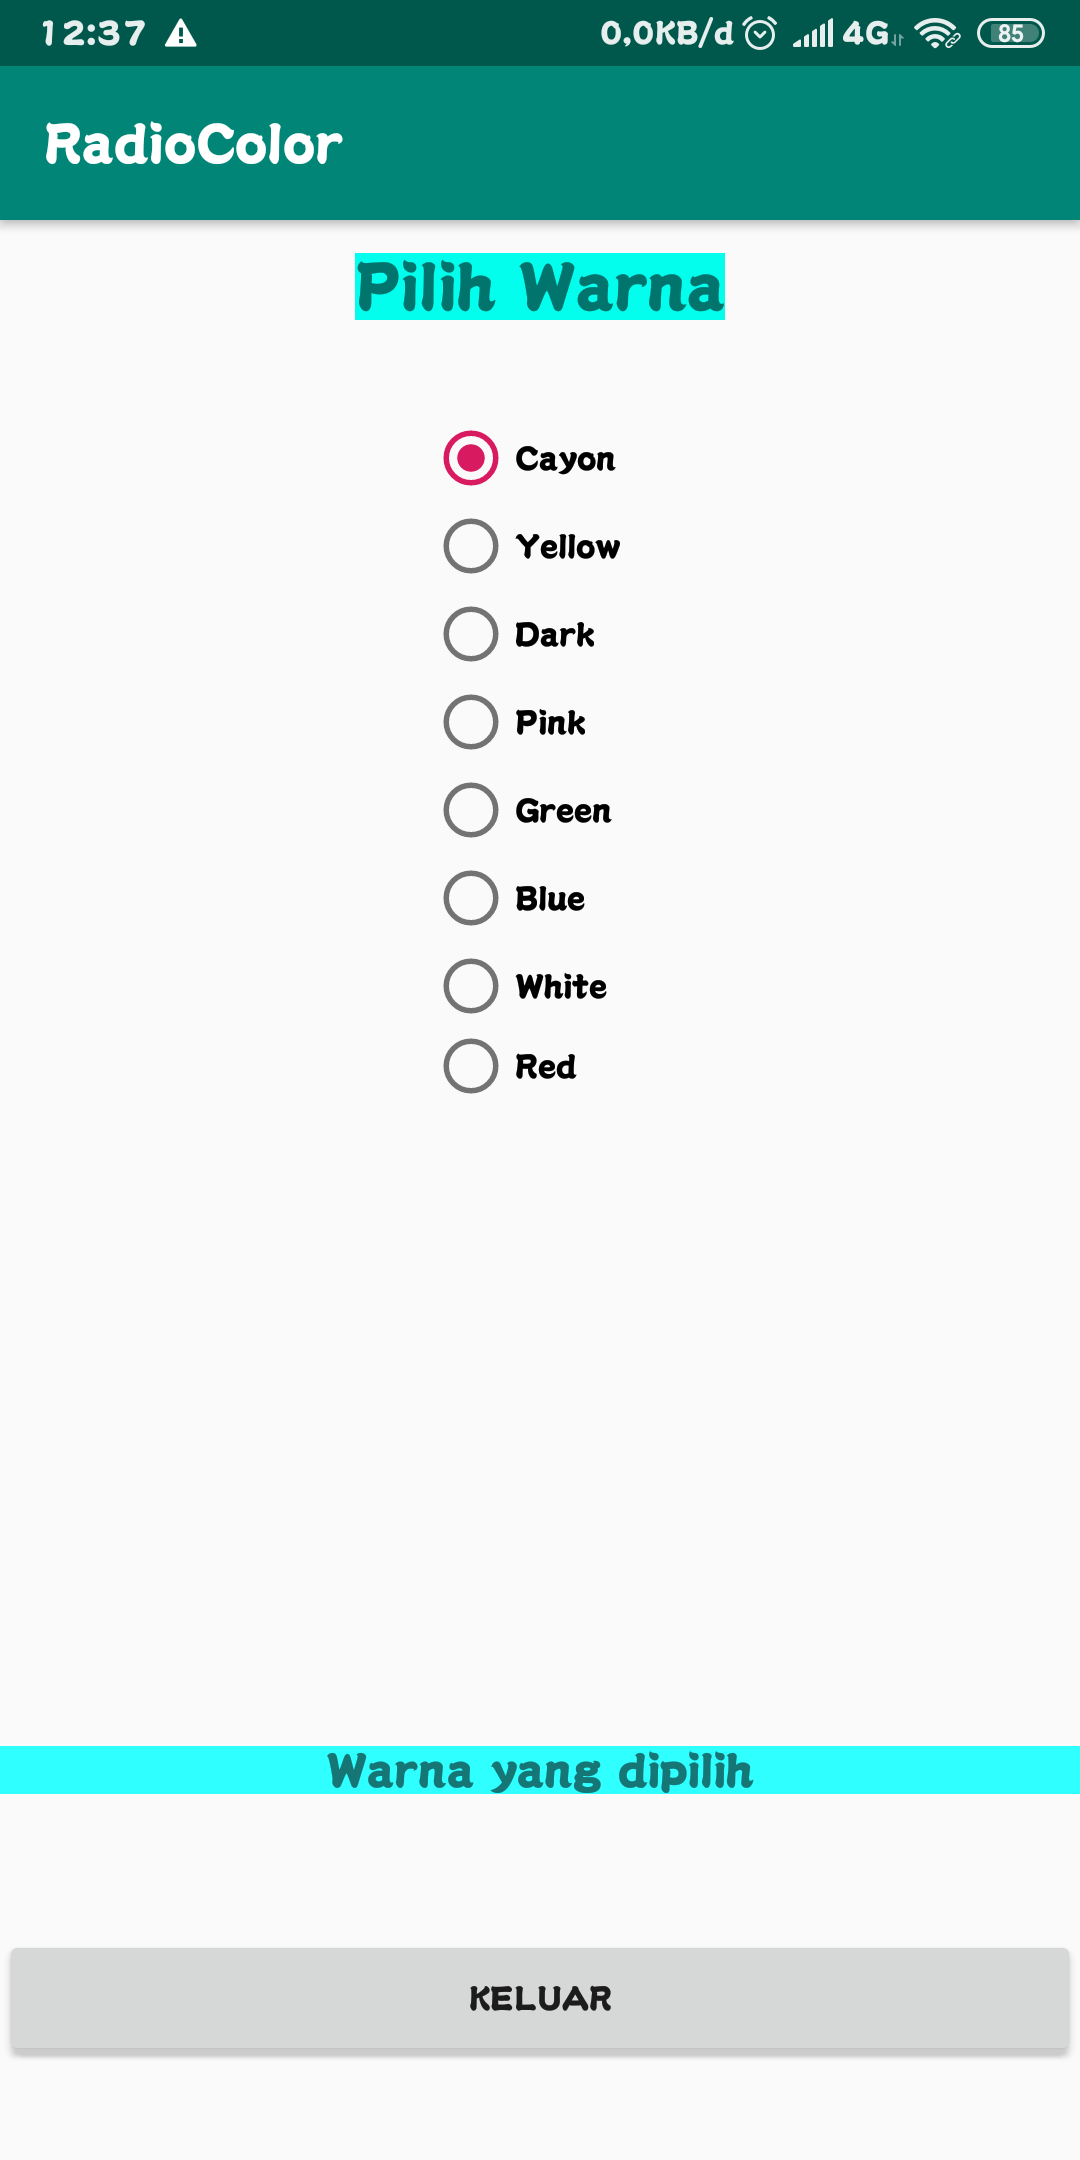 12:37 0,0KB/d 4G 85
RadioColor
Pilih Warna
Cayon
Yellow
Dark
Pink
Green
Blue
White
Red
Warna yang dipilih
KELUAR